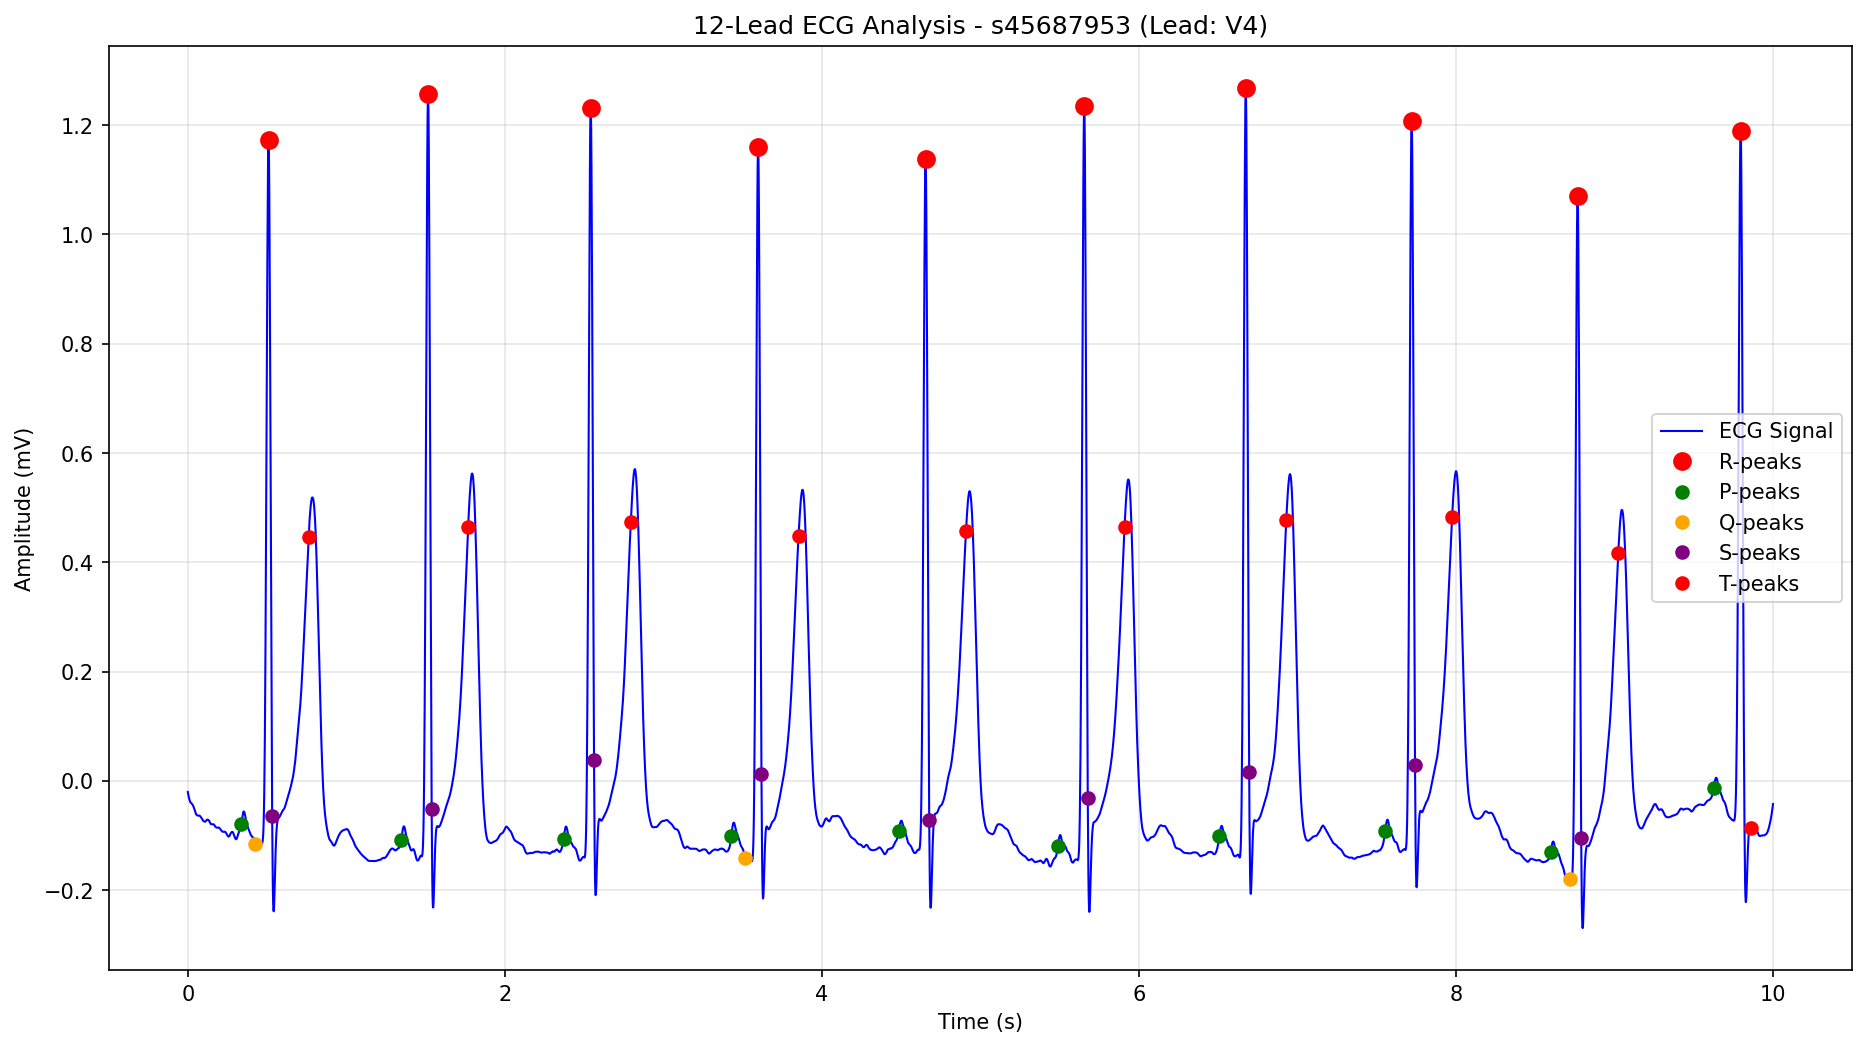 12-Lead ECG Analysis - s45687953 (Lead: V4)
Amplitude (mV)
1.2
1.0
0.8
0.6
0.4
0.2
0.0
−0.2
ECG Signal
R-peaks
P-peaks
Q-peaks
S-peaks
T-peaks
0 2 4 6 8 10
Time (s)